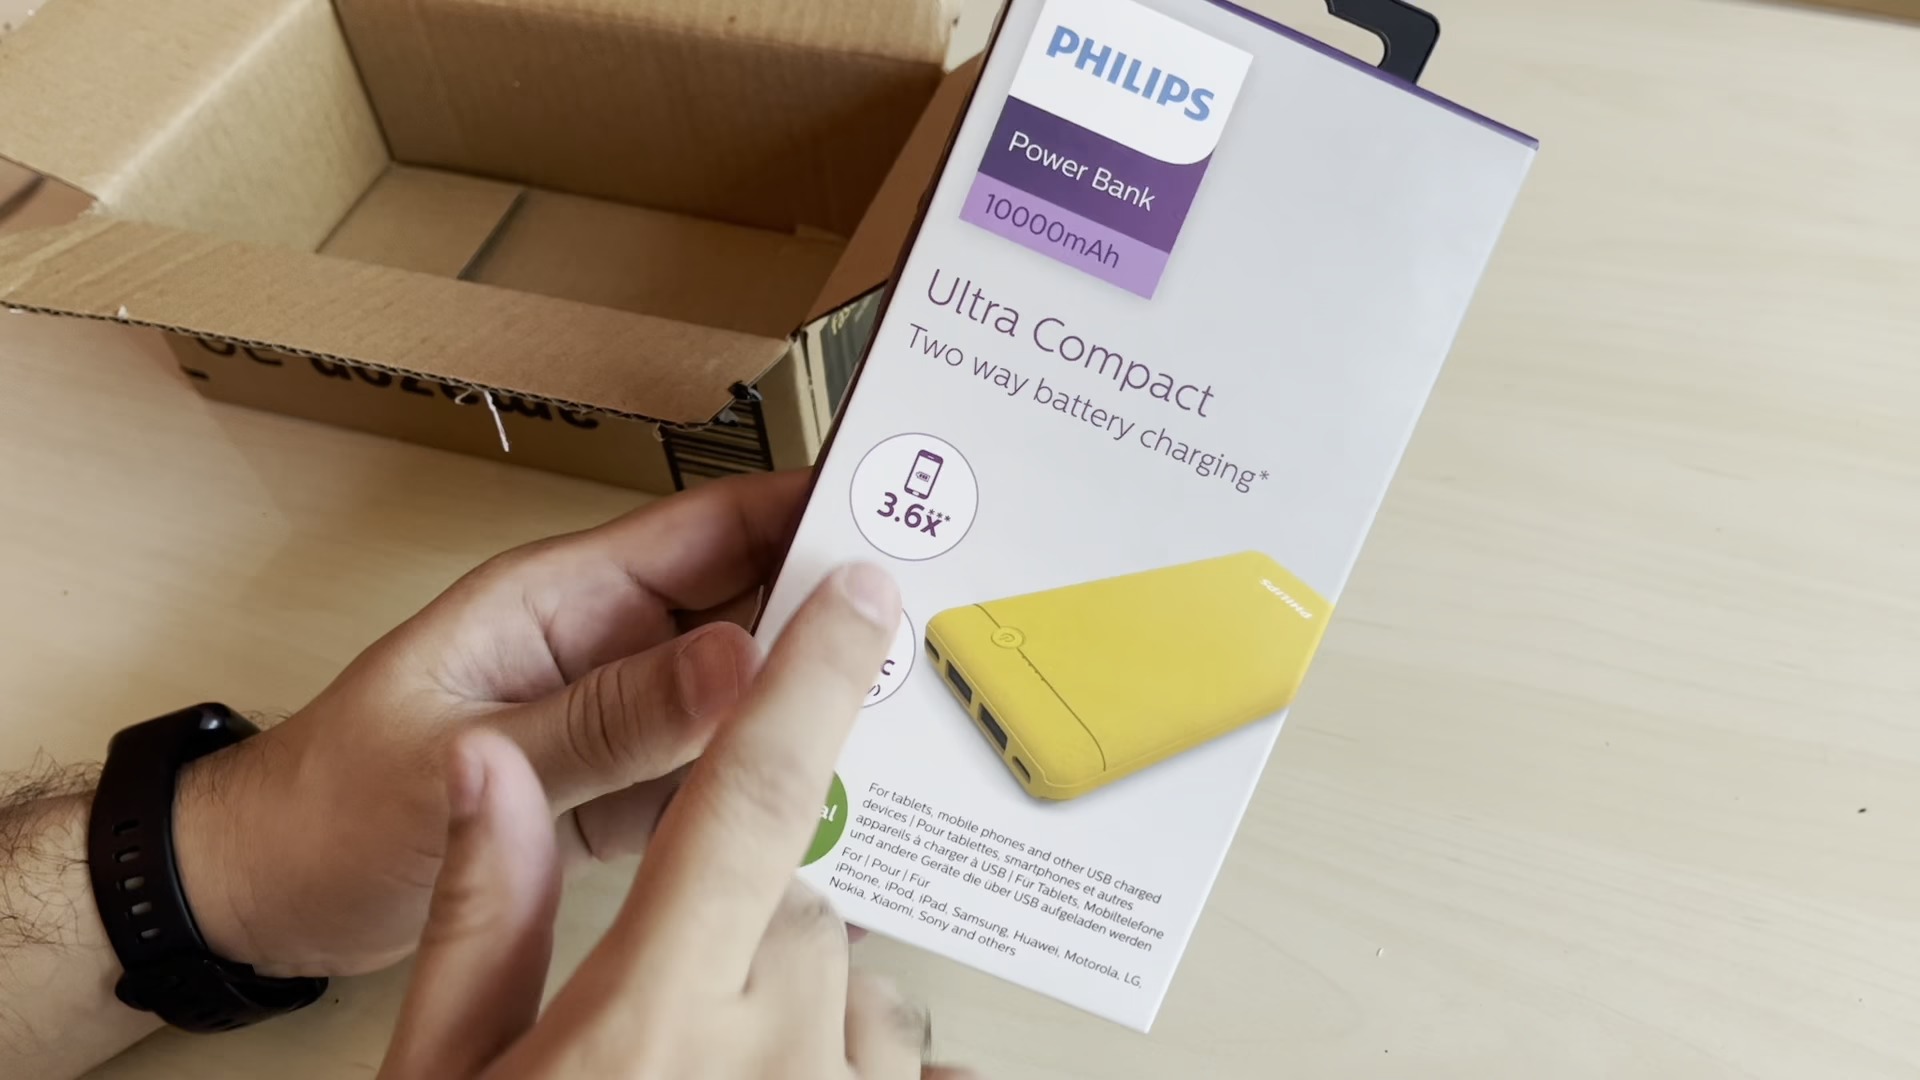 PHILIPS
Power Bank
10000mAh
Ultra Compact
Two way battery charging*
3.6x***
PHILIPS
For tablets, mobile phones and other USB charged
devices | Pour tablettes, smartphones et autres
appareils à charger à USB | Für Tablets, Mobiltelefone
und andere Geräte die über USB aufgeladen werden
For | Pour | Für
iPhone, iPod, iPad, Samsung, Huawei, Motorola, LG,
Nokia, Xiaomi, Sony and others